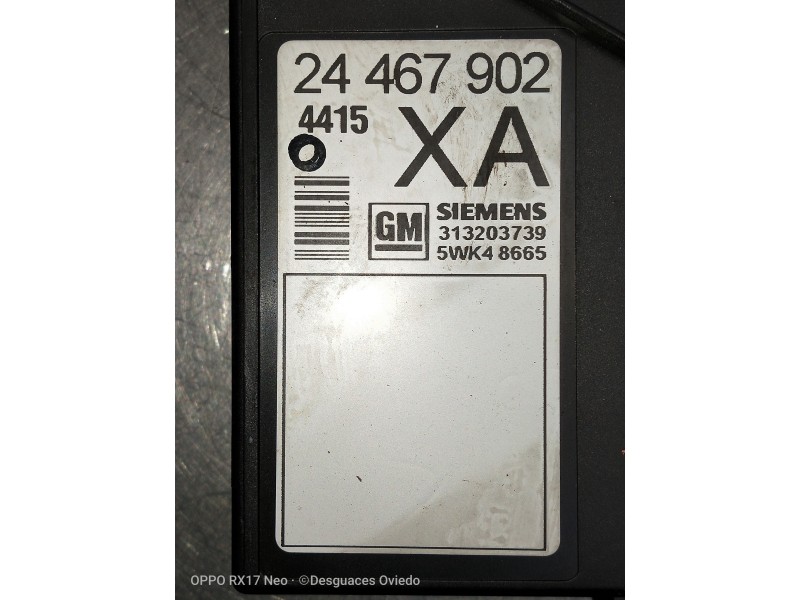 24 467 902
4415
XA
GM
SIEMENS
313203739
5WK4 8665
OPPO RX17 Neo · ©Desguaces Oviedo